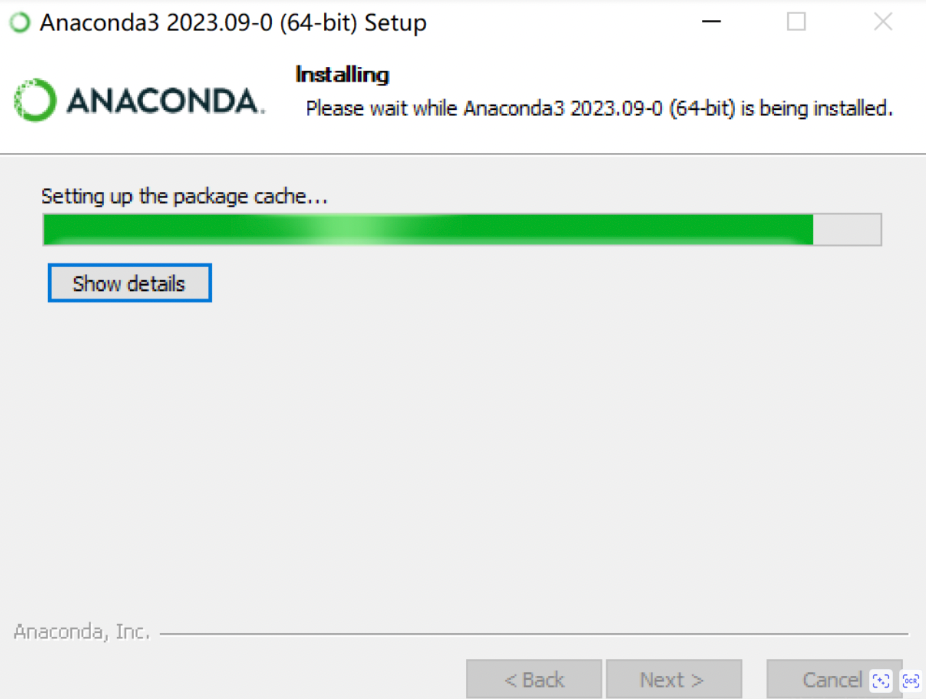 Anaconda3 2023.09-0 (64-bit) Setup
ANACONDA.
Installing
Please wait while Anaconda3 2023.09-0 (64-bit) is being installed.
Setting up the package cache...
Show details
Anaconda, Inc.
< Back
Next >
Cancel
OCR